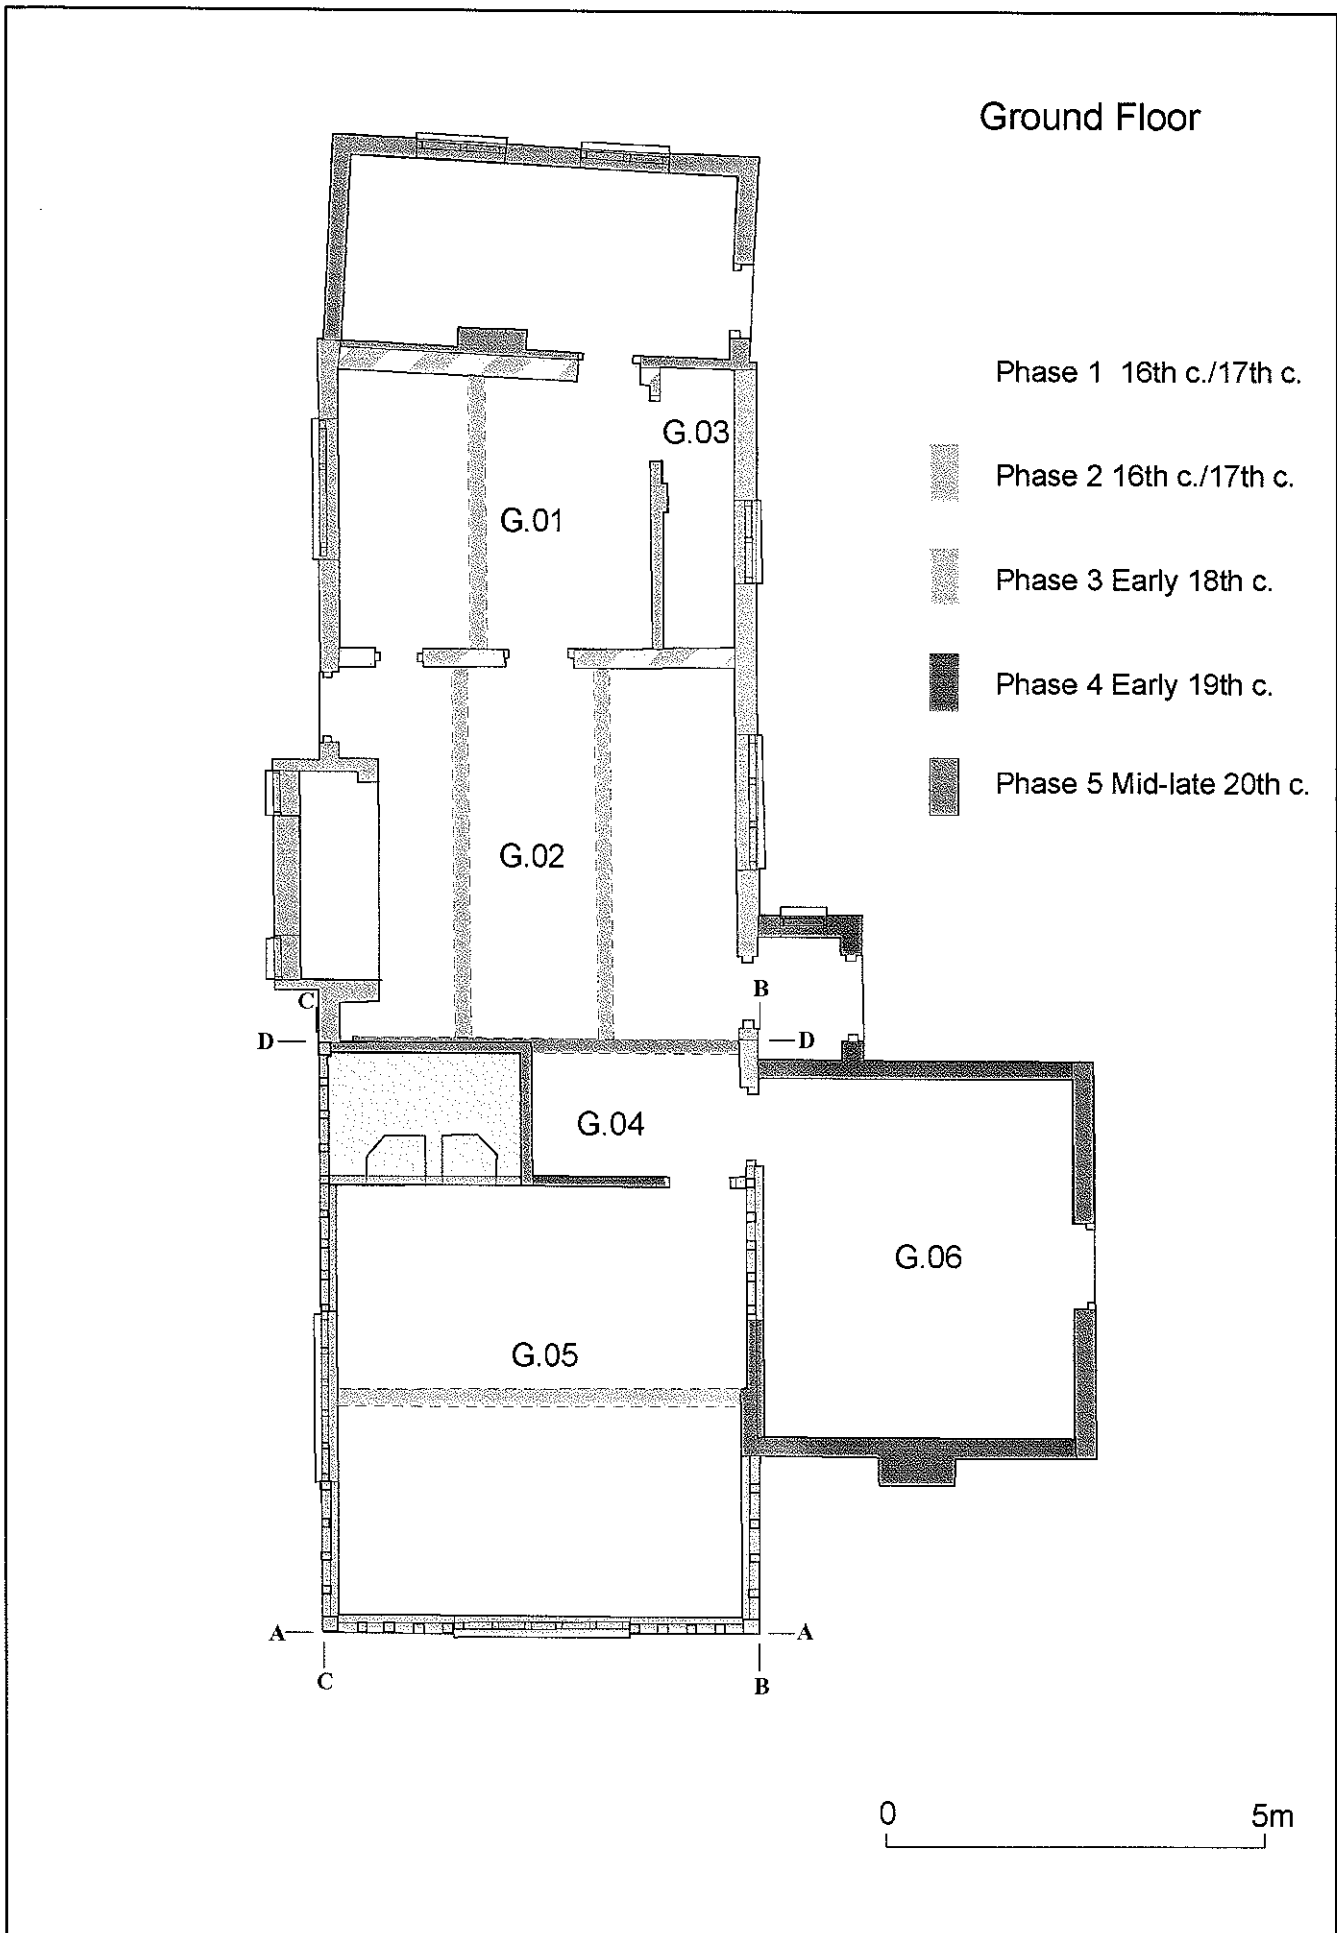 Ground Floor
Phase 1 16th c./17th c.
G.03
Phase 2 16th c./17th c.
G.01
Phase 3 Early 18th c.
Phase 4 Early 19th c.
Phase 5 Mid-late 20th c.
G.02
C
B
D
D
G.04
G.06
G.05
A
A
C
B
0
5m